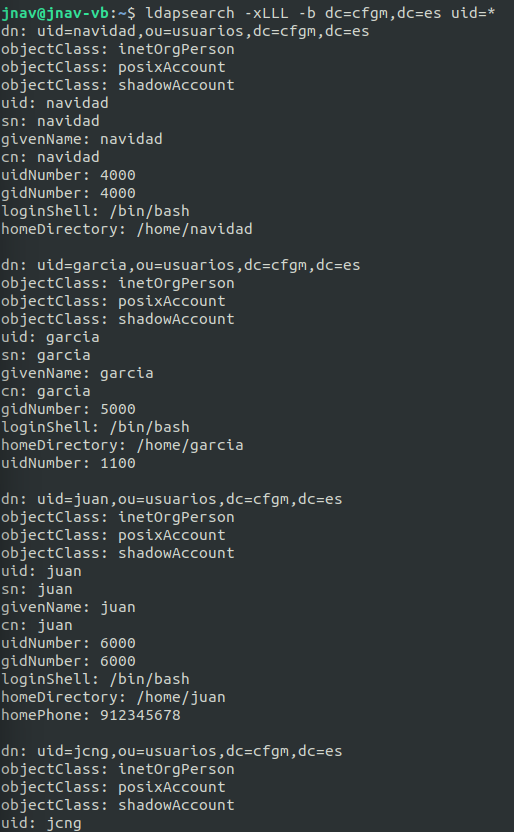 jnav@jnav-vb:~$ ldapsearch -xLLL -b dc=cfgm,dc=es uid=*
dn: uid=navidad,ou=usuarios,dc=cfgm,dc=es
objectClass: inetOrgPerson
objectClass: posixAccount
objectClass: shadowAccount
uid: navidad
sn: navidad
givenName: navidad
cn: navidad
uidNumber: 4000
gidNumber: 4000
loginShell: /bin/bash
homeDirectory: /home/navidad

dn: uid=garcia,ou=usuarios,dc=cfgm,dc=es
objectClass: inetOrgPerson
objectClass: posixAccount
objectClass: shadowAccount
uid: garcia
sn: garcia
givenName: garcia
cn: garcia
gidNumber: 5000
loginShell: /bin/bash
homeDirectory: /home/garcia
uidNumber: 1100

dn: uid=juan,ou=usuarios,dc=cfgm,dc=es
objectClass: inetOrgPerson
objectClass: posixAccount
objectClass: shadowAccount
uid: juan
sn: juan
givenName: juan
cn: juan
uidNumber: 6000
gidNumber: 6000
loginShell: /bin/bash
homeDirectory: /home/juan
homePhone: 912345678

dn: uid=jcng,ou=usuarios,dc=cfgm,dc=es
objectClass: inetOrgPerson
objectClass: posixAccount
objectClass: shadowAccount
uid: jcng